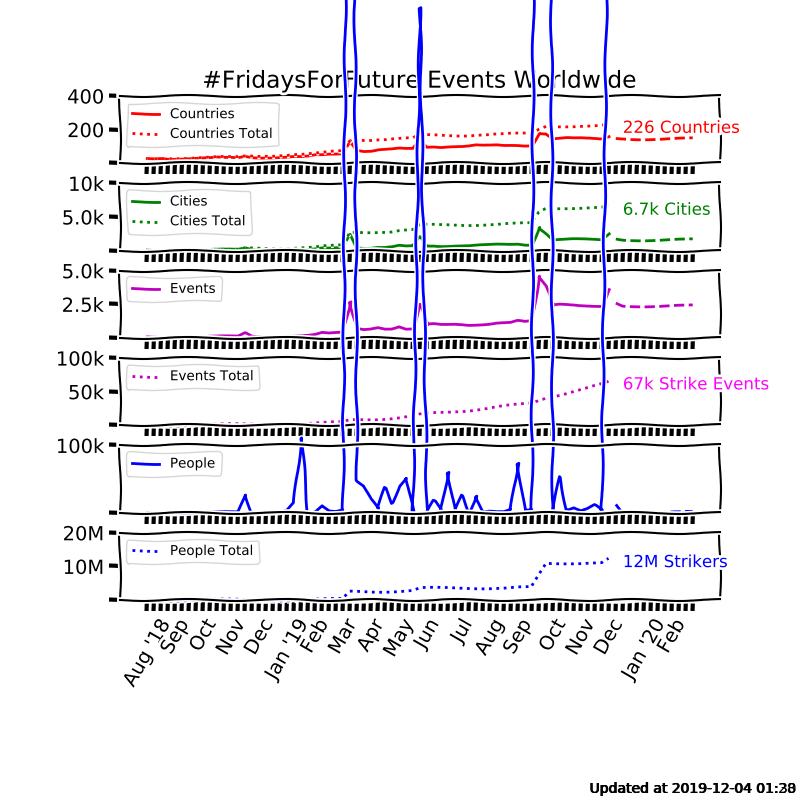 #FridaysForFuture Events Worldwide
400
200
Countries
Countries Total
226 Countries
10k
5.0k
Cities
Cities Total
6.7k Cities
5.0k
2.5k
Events
100k
50k
Events Total
67k Strike Events
100k
People
20M
10M
People Total
12M Strikers
Aug '18
Sep
Oct
Nov
Dec
Jan '19
Feb
Mar
Apr
May
Jun
Jul
Aug
Sep
Oct
Nov
Dec
Jan '20
Feb
Updated at 2019-12-04 01: